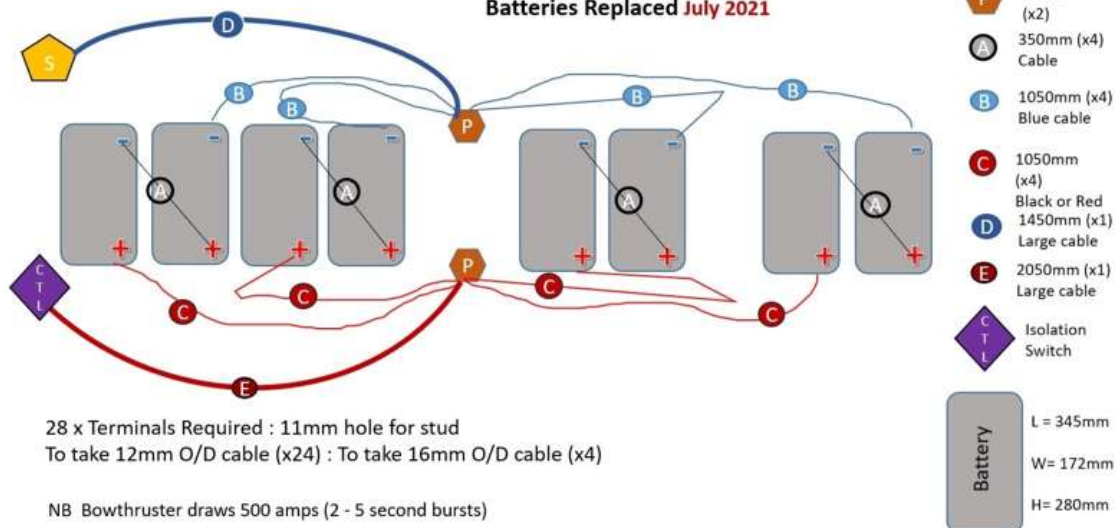 Batteries Replaced July 2021
S
D
B
B
B
B
P
P
A
A
A
A
- - - - - - - -
+ + + + + + + +
C
T
L
C
C
C
C
E
(x2)
A
350mm (x4)
Cable
B
1050mm (x4)
Blue cable
C
1050mm
(x4)
Black or Red
D
1450mm (x1)
Large cable
E
2050mm (x1)
Large cable
C
T
L
Isolation
Switch
Battery
L = 345mm
W= 172mm
H= 280mm
28 x Terminals Required : 11mm hole for stud
To take 12mm O/D cable (x24) : To take 16mm O/D cable (x4)
NB Bowthruster draws 500 amps (2 - 5 second bursts)